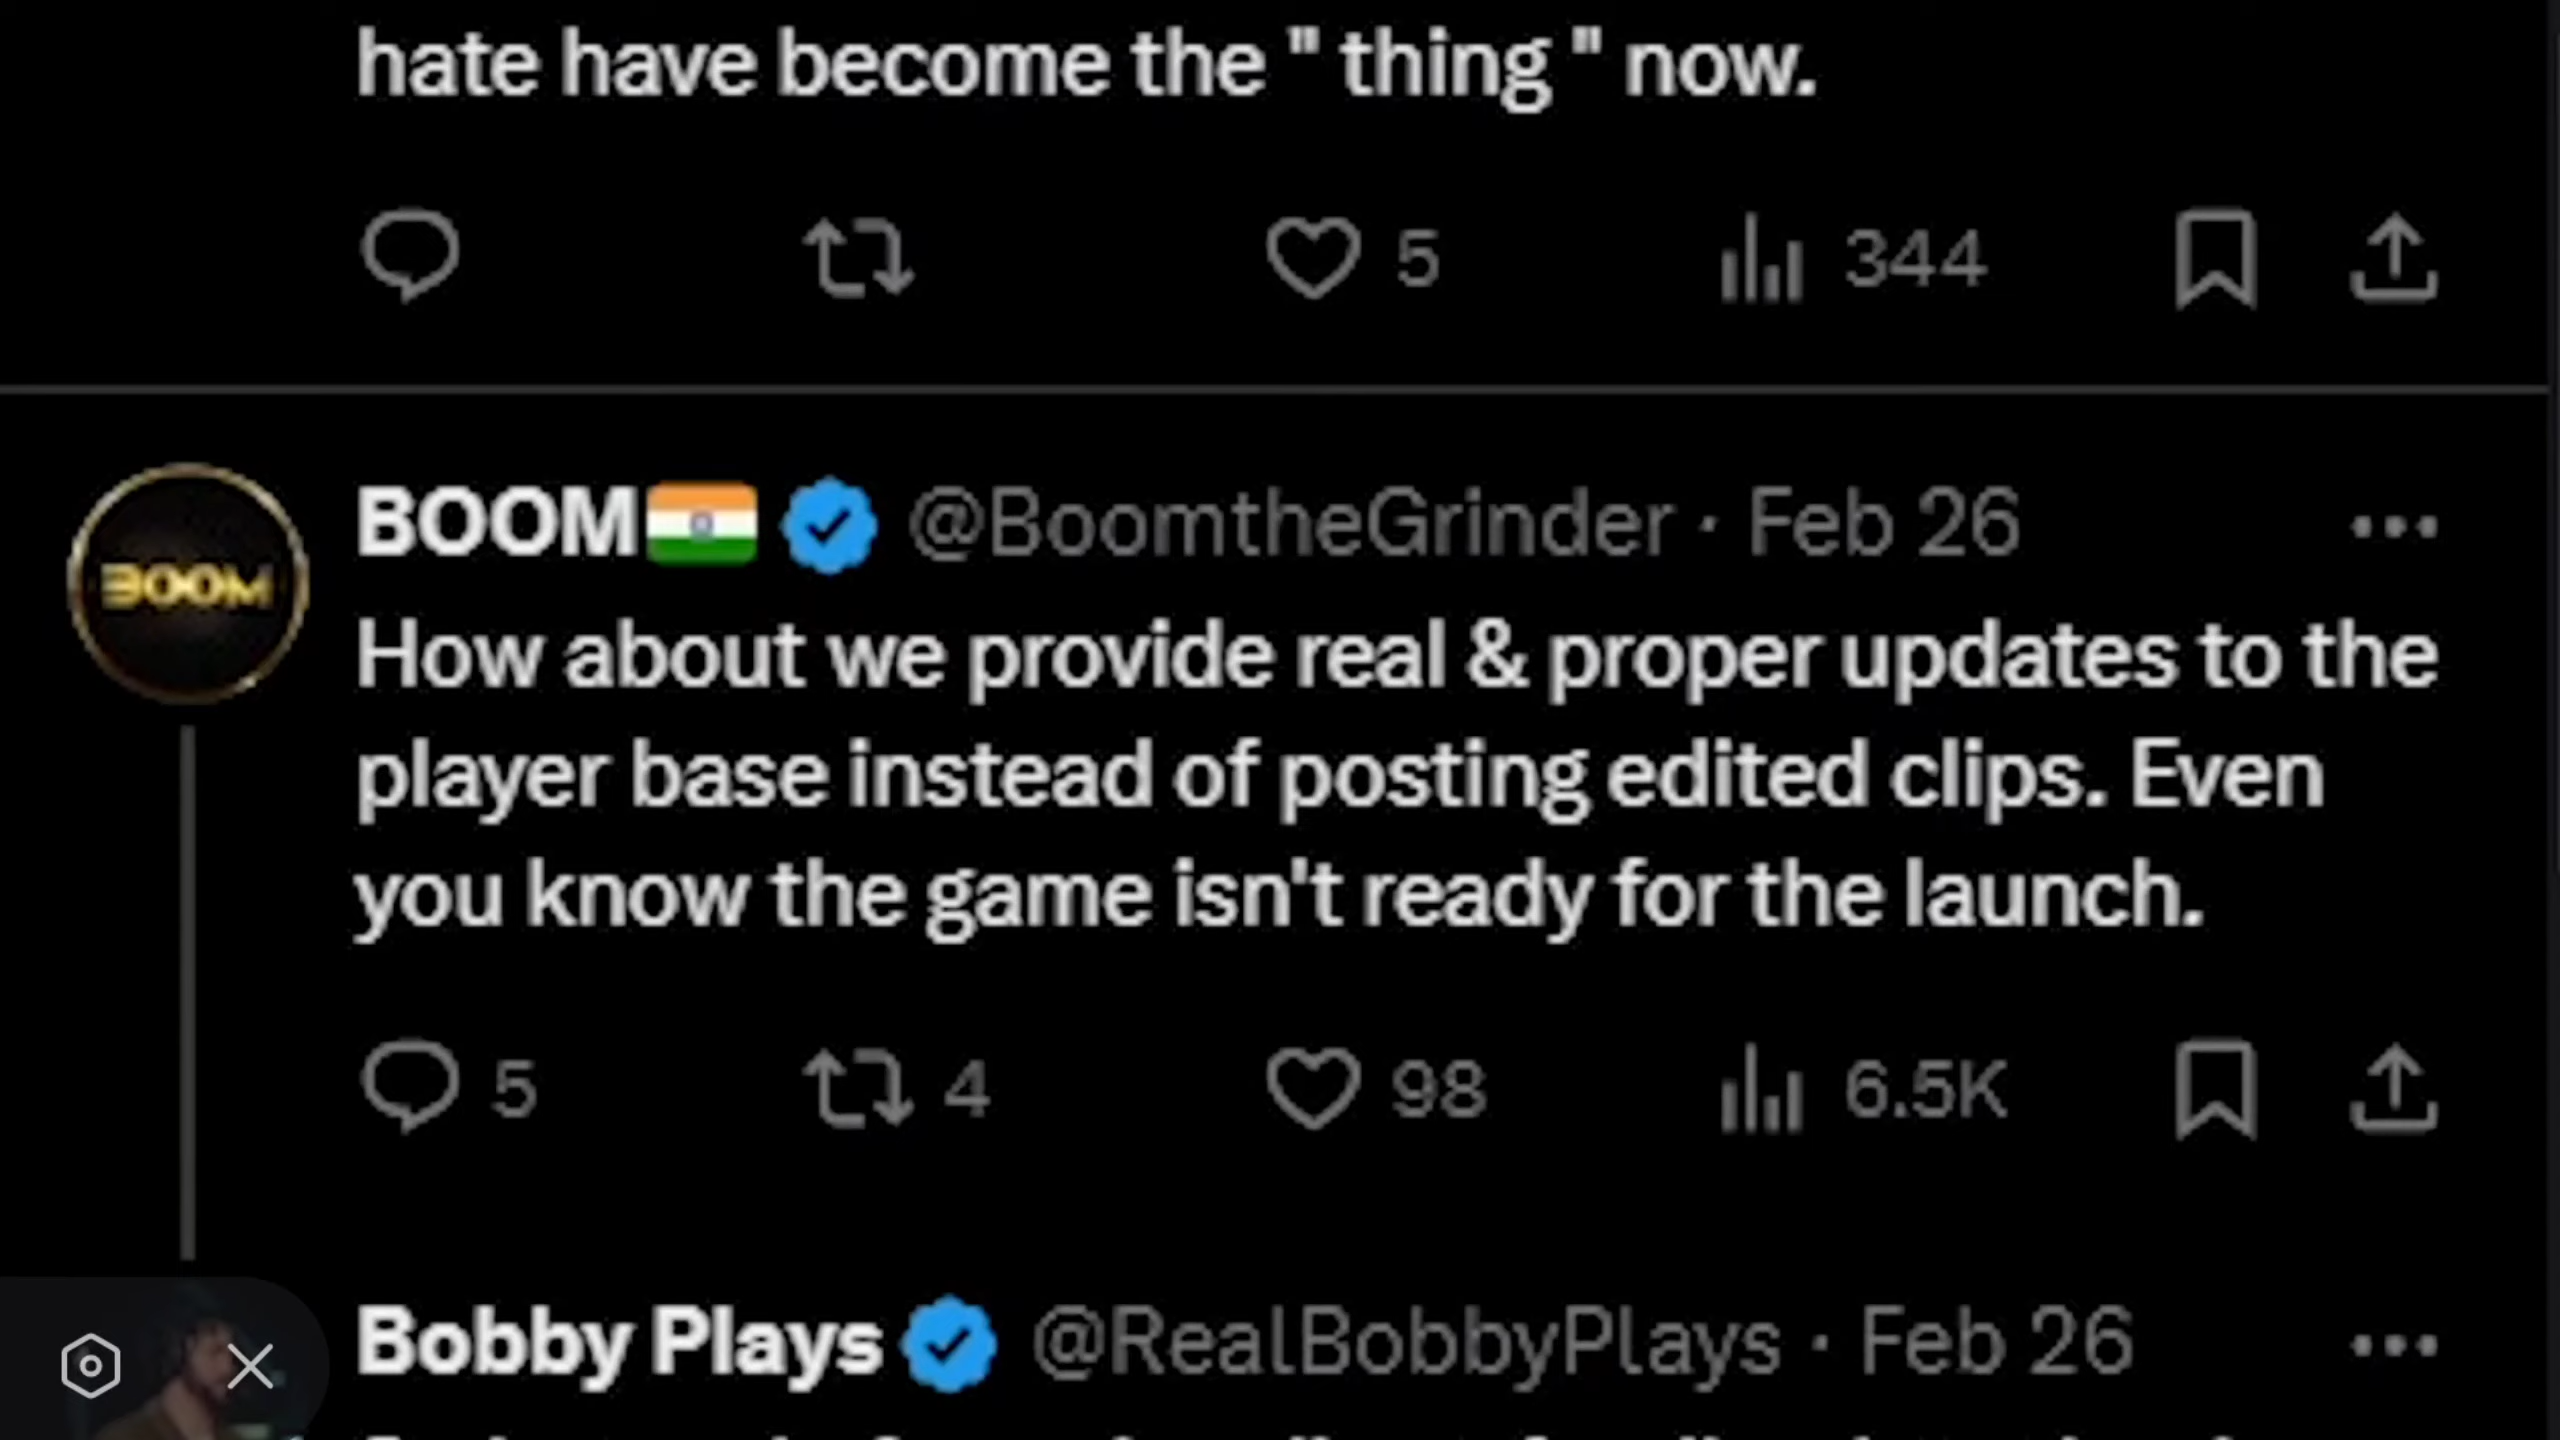 hate have become the " thing " now.
5 344
BOOM @BoomtheGrinder · Feb 26
BOOM
How about we provide real & proper updates to the
player base instead of posting edited clips. Even
you know the game isn't ready for the launch.
5 4 98 6.5K
Bobby Plays @RealBobbyPlays · Feb 26